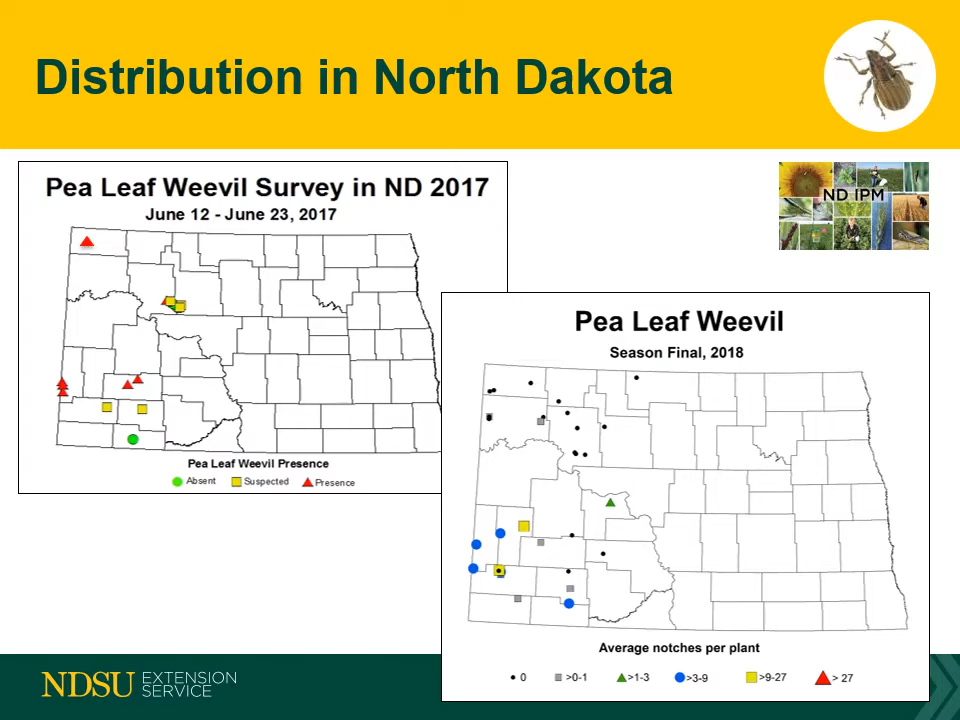 Distribution in North Dakota
ND IPM
Pea Leaf Weevil Survey in ND 2017
June 12 - June 23, 2017
Pea Leaf Weevil Presence
Absent
Suspected
Presence
Pea Leaf Weevil
Season Final, 2018
Average notches per plant
0
>0-1
>1-3
>3-9
>9-27
> 27
NDSU EXTENSION
SERVICE